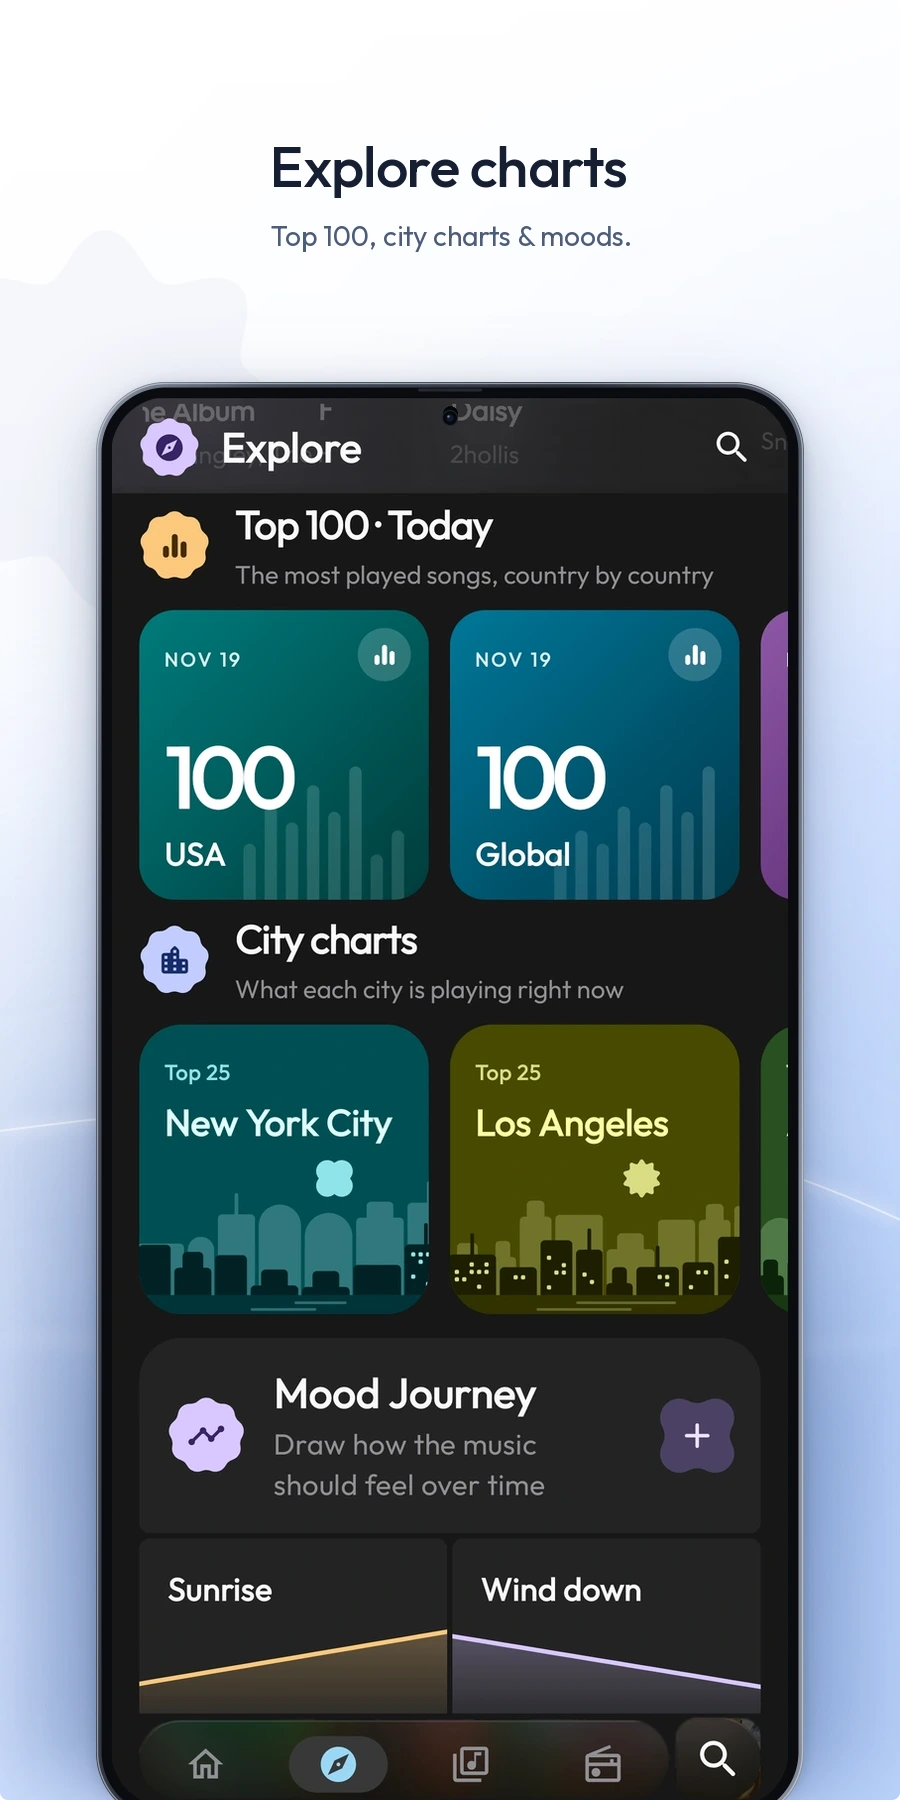 Explore charts
Top 100, city charts & moods.
Album
Daisy
Explore
2hollis
Top 100 · Today
The most played songs, country by country
NOV 19
NOV 19
100
100
USA
Global
City charts
What each city is playing right now
Top 25
Top 25
New York City
Los Angeles
Mood Journey
Draw how the music
should feel over time
Sunrise
Wind down